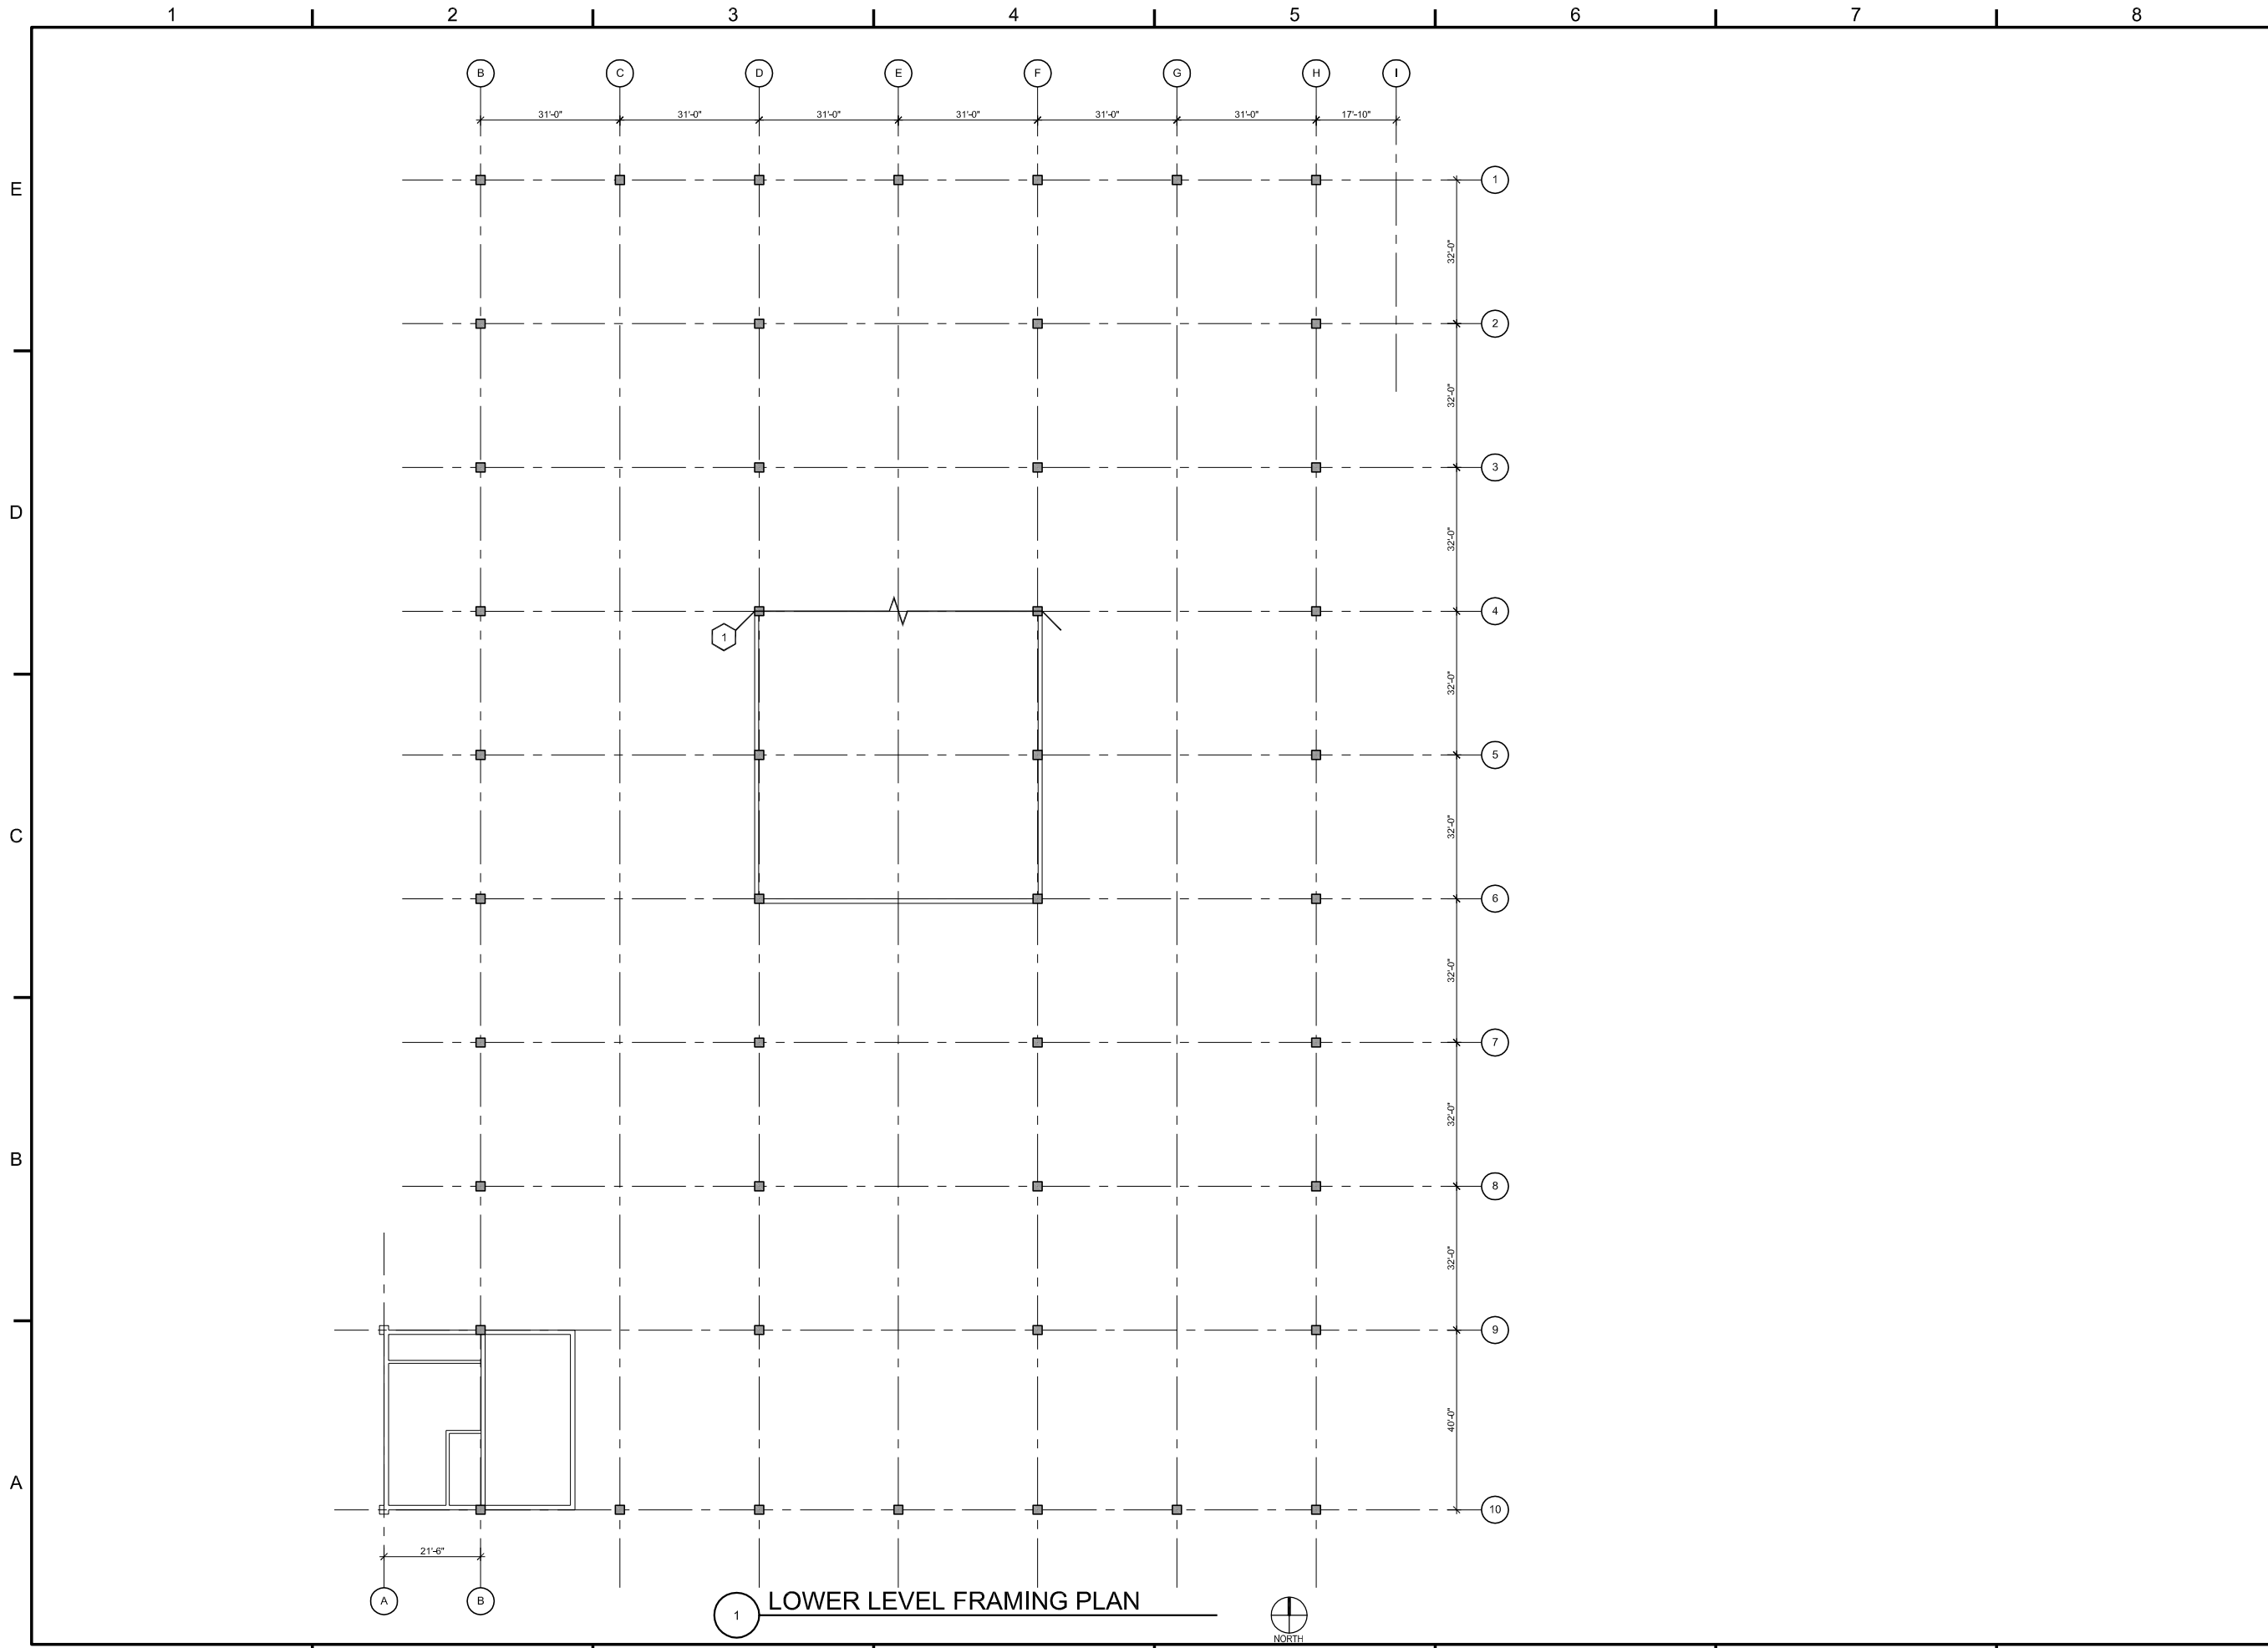 1 2 3 4 5 6 7 8
B C D E F G H I
31'-0" 31'-0" 31'-0" 31'-0" 31'-0" 31'-0" 17'-10"
E
1
32'-0"
2
32'-0"
3
D
32'-0"
4
1
32'-0"
5
C
32'-0"
6
32'-0"
7
32'-0"
B
8
32'-0"
9
40'-0"
A
10
21'-6"
A B
1 LOWER LEVEL FRAMING PLAN
NORTH